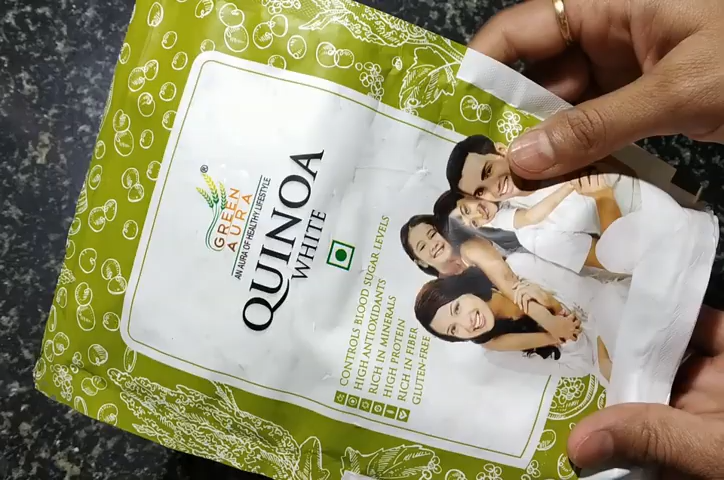 ®
GREEN
AURA
AN AURA OF HEALTHY LIFESTYLE
QUINOA
WHITE
CONTROLS BLOOD SUGAR LEVELS
HIGH ANTIOXIDANTS
RICH IN MINERALS
HIGH PROTEIN
RICH IN FIBER
GLUTEN-FREE